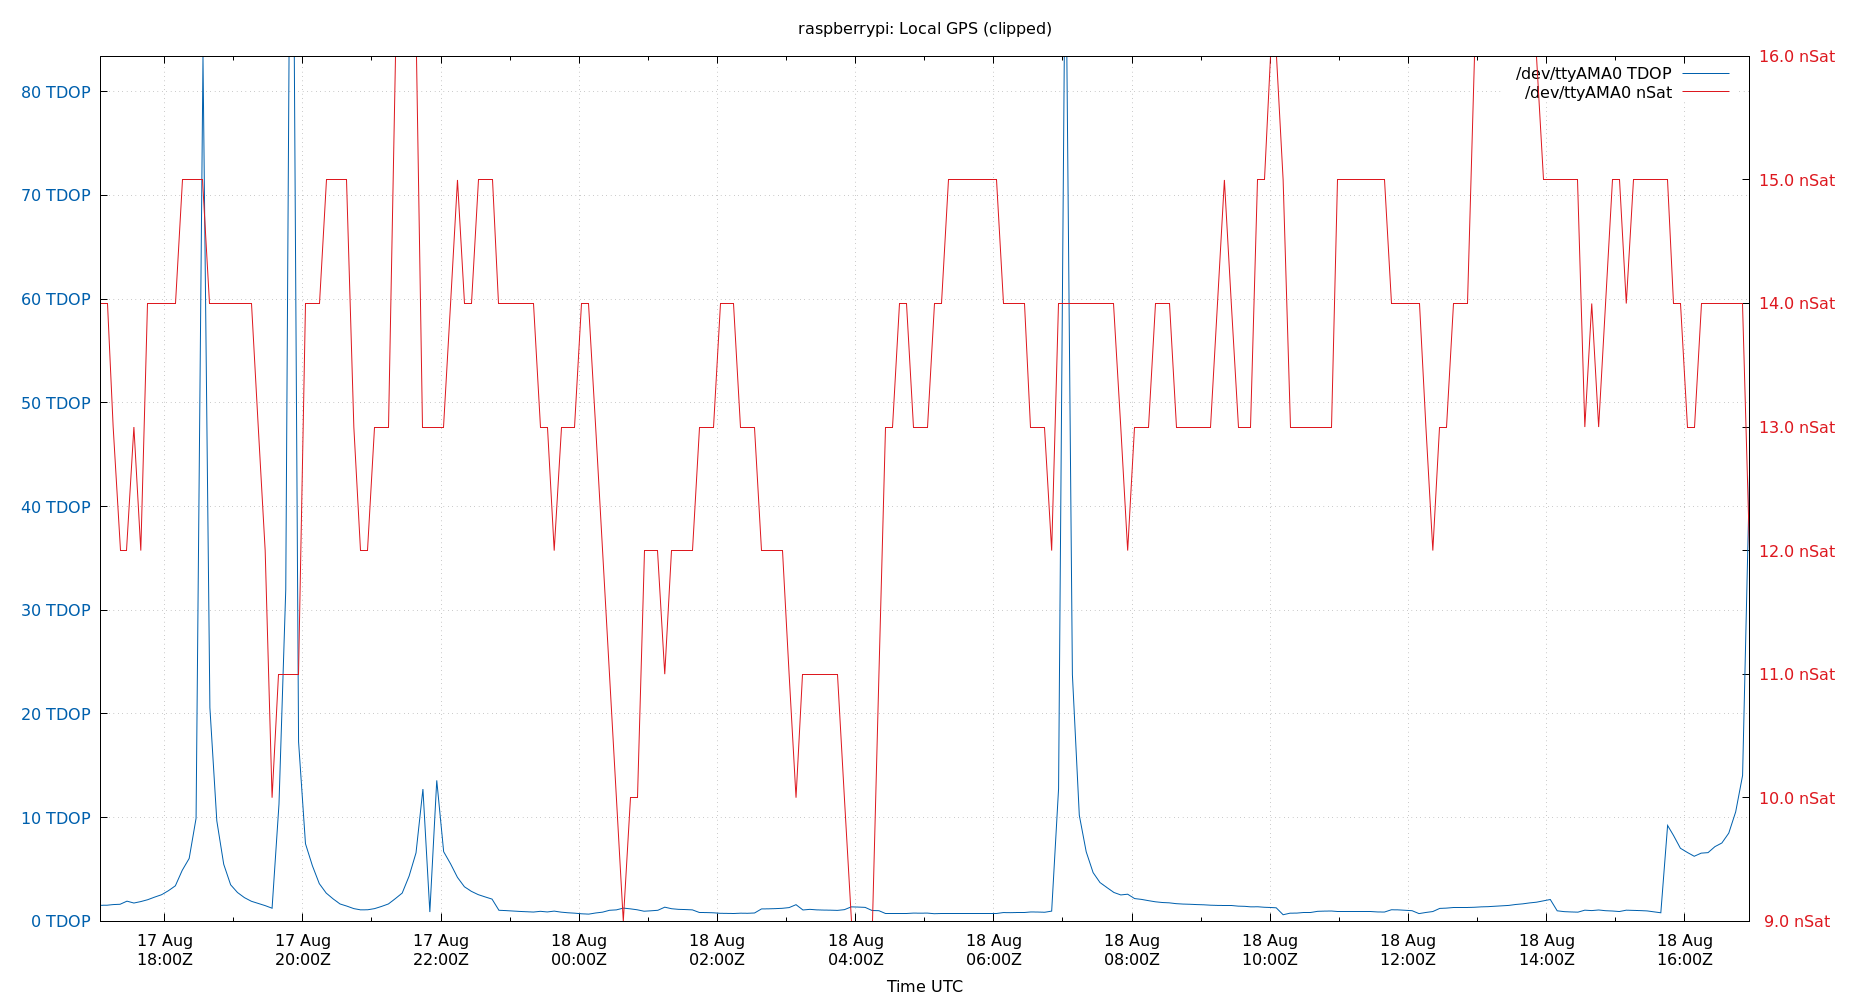 raspberrypi: Local GPS (clipped)
/dev/ttyAMA0 TDOP
/dev/ttyAMA0 nSat
80 TDOP
70 TDOP
60 TDOP
50 TDOP
40 TDOP
30 TDOP
20 TDOP
10 TDOP
0 TDOP
16.0 nSat
15.0 nSat
14.0 nSat
13.0 nSat
12.0 nSat
11.0 nSat
10.0 nSat
9.0 nSat
17 Aug
18:00Z
17 Aug
20:00Z
17 Aug
22:00Z
18 Aug
00:00Z
18 Aug
02:00Z
18 Aug
04:00Z
18 Aug
06:00Z
18 Aug
08:00Z
18 Aug
10:00Z
18 Aug
12:00Z
18 Aug
14:00Z
18 Aug
16:00Z
Time UTC